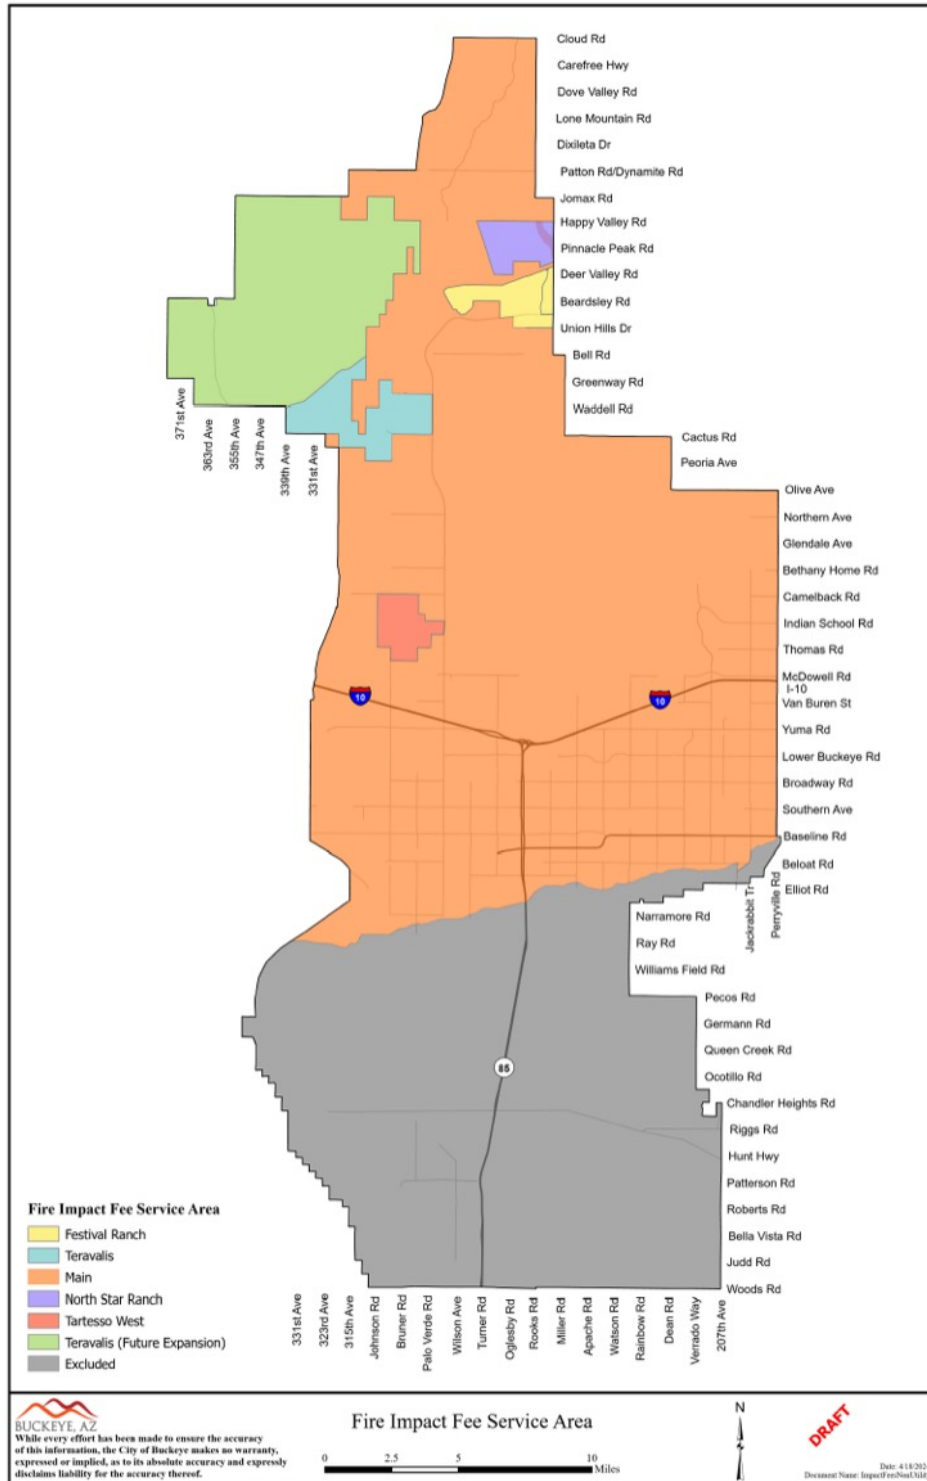 Cloud Rd
Carefree Hwy
Dove Valley Rd
Lone Mountain Rd
Dixileta Dr
Patton Rd/Dynamite Rd
Jomax Rd
Happy Valley Rd
Pinnacle Peak Rd
Deer Valley Rd
Beardsley Rd
Union Hills Dr
Bell Rd
Greenway Rd
Waddell Rd
371st Ave
363rd Ave
355th Ave
347th Ave
339th Ave
331st Ave
Cactus Rd
Peoria Ave
Olive Ave
Northern Ave
Glendale Ave
Bethany Home Rd
Camelback Rd
Indian School Rd
Thomas Rd
McDowell Rd
I-10
10
10
Van Buren St
Yuma Rd
Lower Buckeye Rd
Broadway Rd
Southern Ave
Baseline Rd
Beloat Rd
Elliot Rd
Jackrabbit Tr
Perryville Rd
Narramore Rd
Ray Rd
Williams Field Rd
Pecos Rd
Germann Rd
Queen Creek Rd
85
Ocotillo Rd
Chandler Heights Rd
Riggs Rd
Hunt Hwy
Patterson Rd
Roberts Rd
Bella Vista Rd
Judd Rd
Woods Rd
Fire Impact Fee Service Area
Festival Ranch
Teravalis
Main
North Star Ranch
Tartesso West
Teravalis (Future Expansion)
Excluded
331st Ave
323rd Ave
315th Ave
Johnson Rd
Bruner Rd
Palo Verde Rd
Wilson Ave
Turner Rd
Oglesby Rd
Rooks Rd
Miller Rd
Apache Rd
Watson Rd
Rainbow Rd
Dean Rd
Verrado Way
207th Ave
BUCKEYE, AZ
While every effort has been made to ensure the accuracy
of this information, the City of Buckeye makes no warranty,
expressed or implied, as to its absolute accuracy and expressly
disclaims liability for the accuracy thereof.
Fire Impact Fee Service Area
0 2.5 5 10
Miles
N
DRAFT
Date: 4/18/202
Document Name: